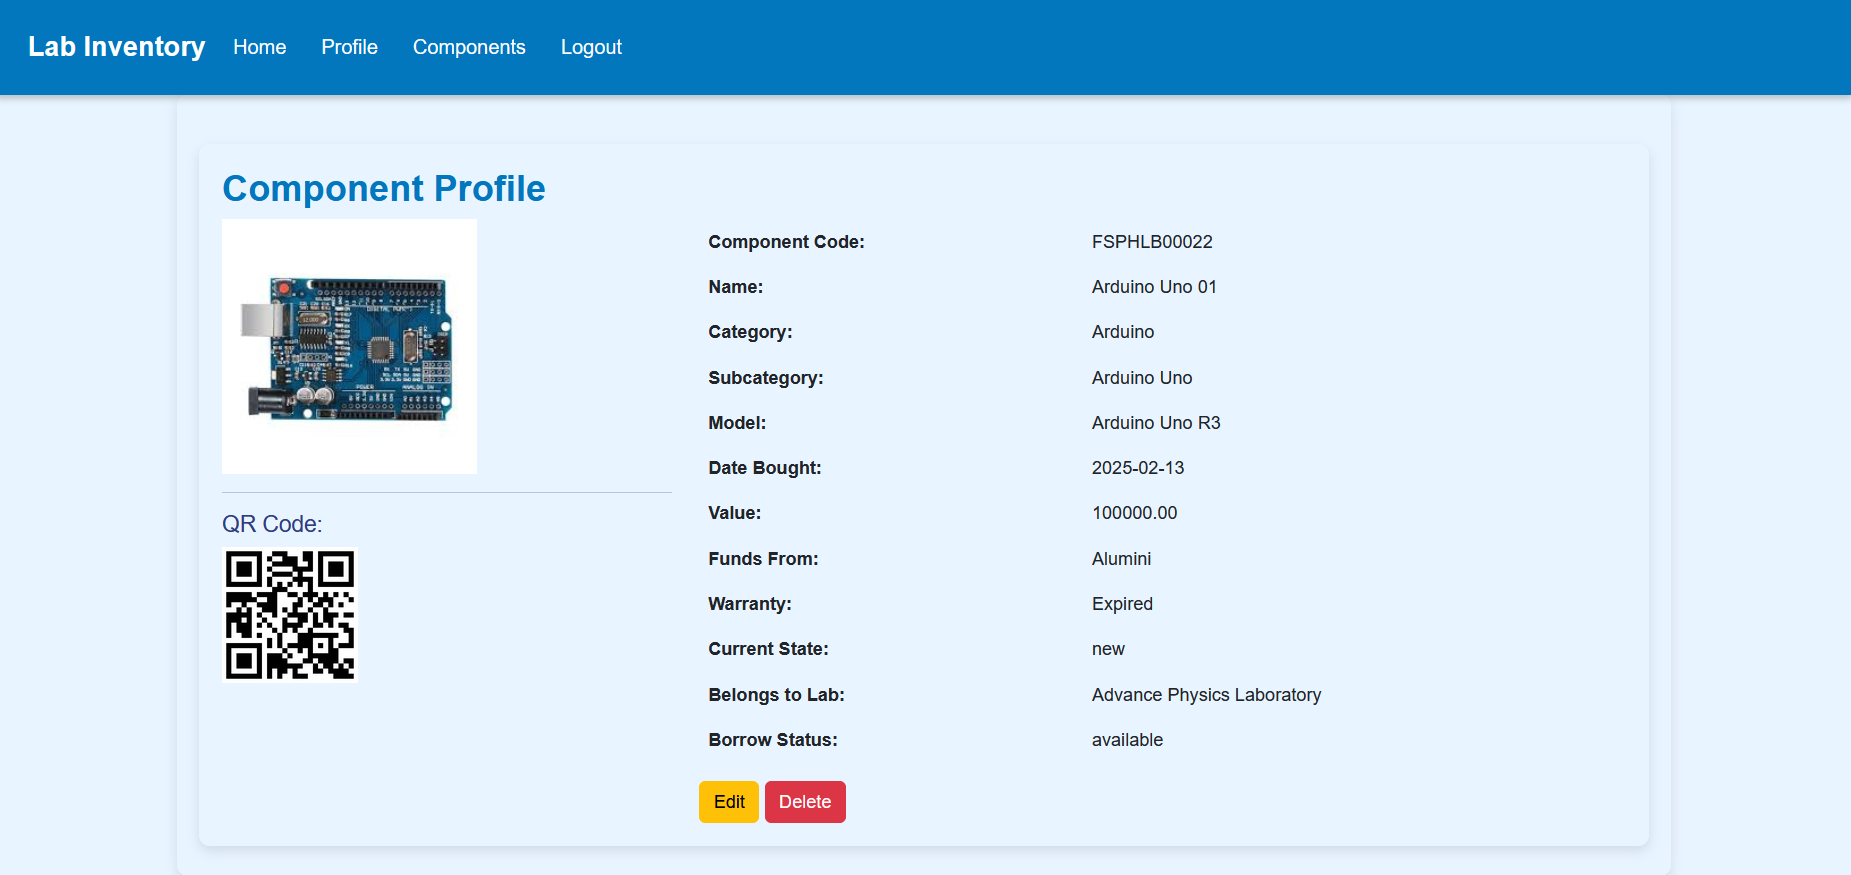 Lab Inventory Home Profile Components Logout
Component Profile
Component Code: FSPHLB00022
Name: Arduino Uno 01
Category: Arduino
Subcategory: Arduino Uno
Model: Arduino Uno R3
Date Bought: 2025-02-13
Value: 100000.00
Funds From: Alumini
Warranty: Expired
Current State: new
Belongs to Lab: Advance Physics Laboratory
Borrow Status: available
QR Code:
Edit Delete